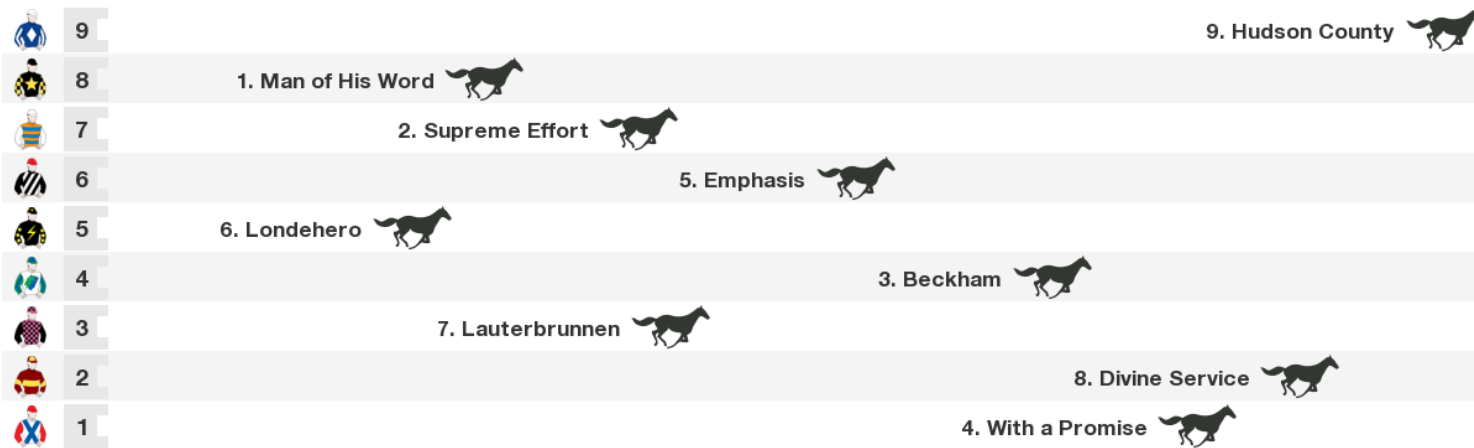 9 9. Hudson County
8 1. Man of His Word
7 2. Supreme Effort
6 5. Emphasis
5 6. Londehero
4 3. Beckham
3 7. Lauterbrunnen
2 8. Divine Service
1 4. With a Promise